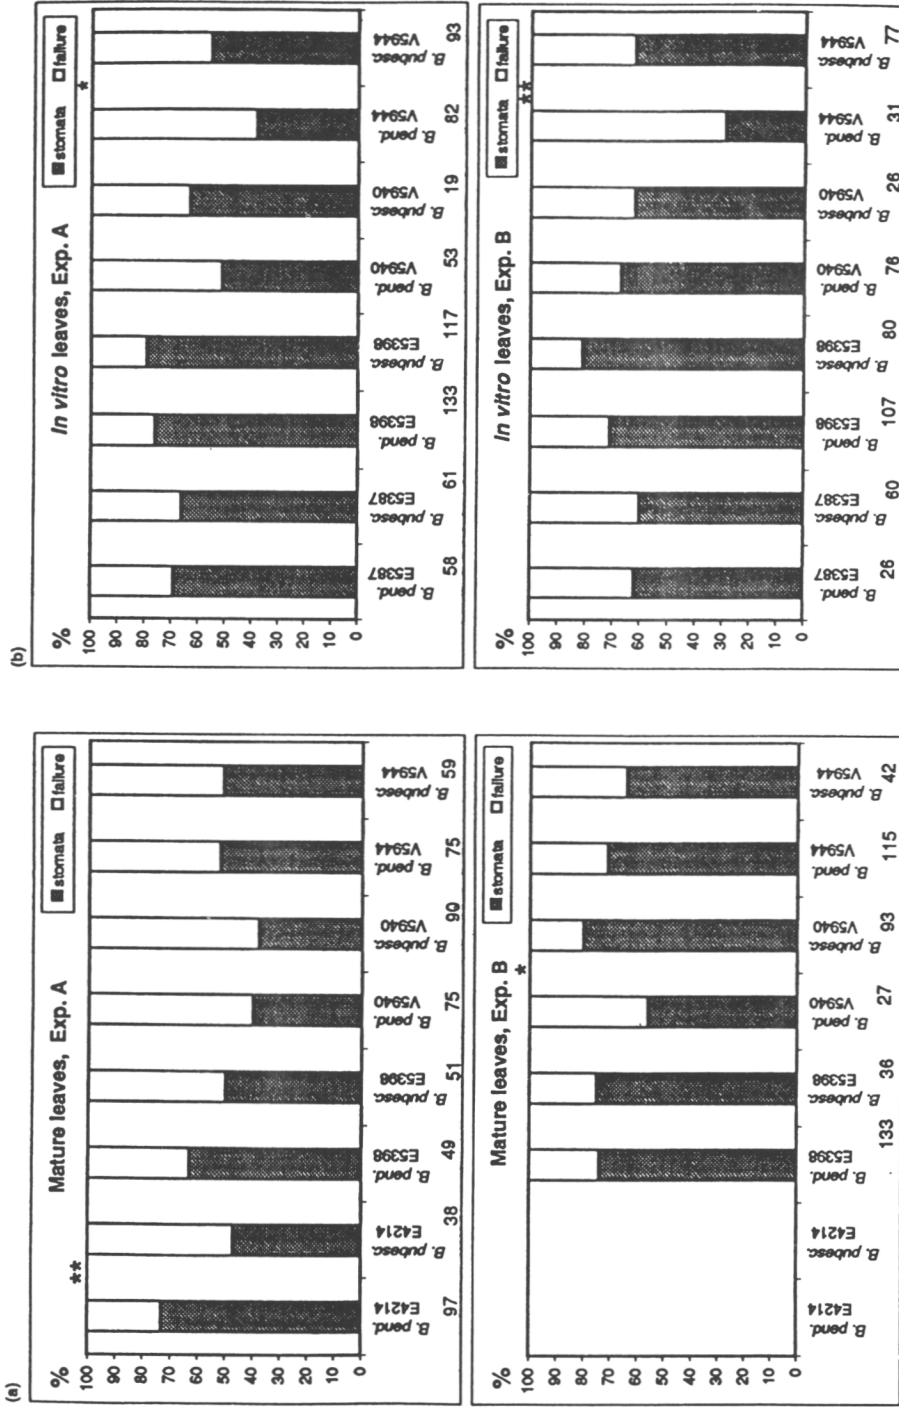 (a)
Mature leaves, Exp. A
stomata failure
%
**
100
90
80
70
60
50
40
30
20
10
0
B. pend. E4214
B. pubesc. E4214
B. pend. E5398
B. pubesc. E5398
B. pend. V5940
B. pubesc. V5940
B. pend. V5944
B. pubesc. V5944
97 38 49 51 75 90 75 59
Mature leaves, Exp. B
stomata failure
%
*
100
90
80
70
60
50
40
30
20
10
0
B. pend. E4214
B. pubesc. E4214
B. pend. E5398
B. pubesc. E5398
B. pend. V5940
B. pubesc. V5940
B. pend. V5944
B. pubesc. V5944
133 36 27 93 115 42
(b)
In vitro leaves, Exp. A
stomata failure
%
*
100
90
80
70
60
50
40
30
20
10
0
B. pend. E5387
B. pubesc. E5387
B. pend. E5398
B. pubesc. E5398
B. pend. V5940
B. pubesc. V5940
B. pend. V5944
B. pubesc. V5944
58 61 133 117 53 19 82 93
In vitro leaves, Exp. B
stomata failure
%
**
100
90
80
70
60
50
40
30
20
10
0
B. pend. E5387
B. pubesc. E5387
B. pend. E5398
B. pubesc. E5398
B. pend. V5940
B. pubesc. V5940
B. pend. V5944
B. pubesc. V5944
26 60 107 80 76 26 31 77